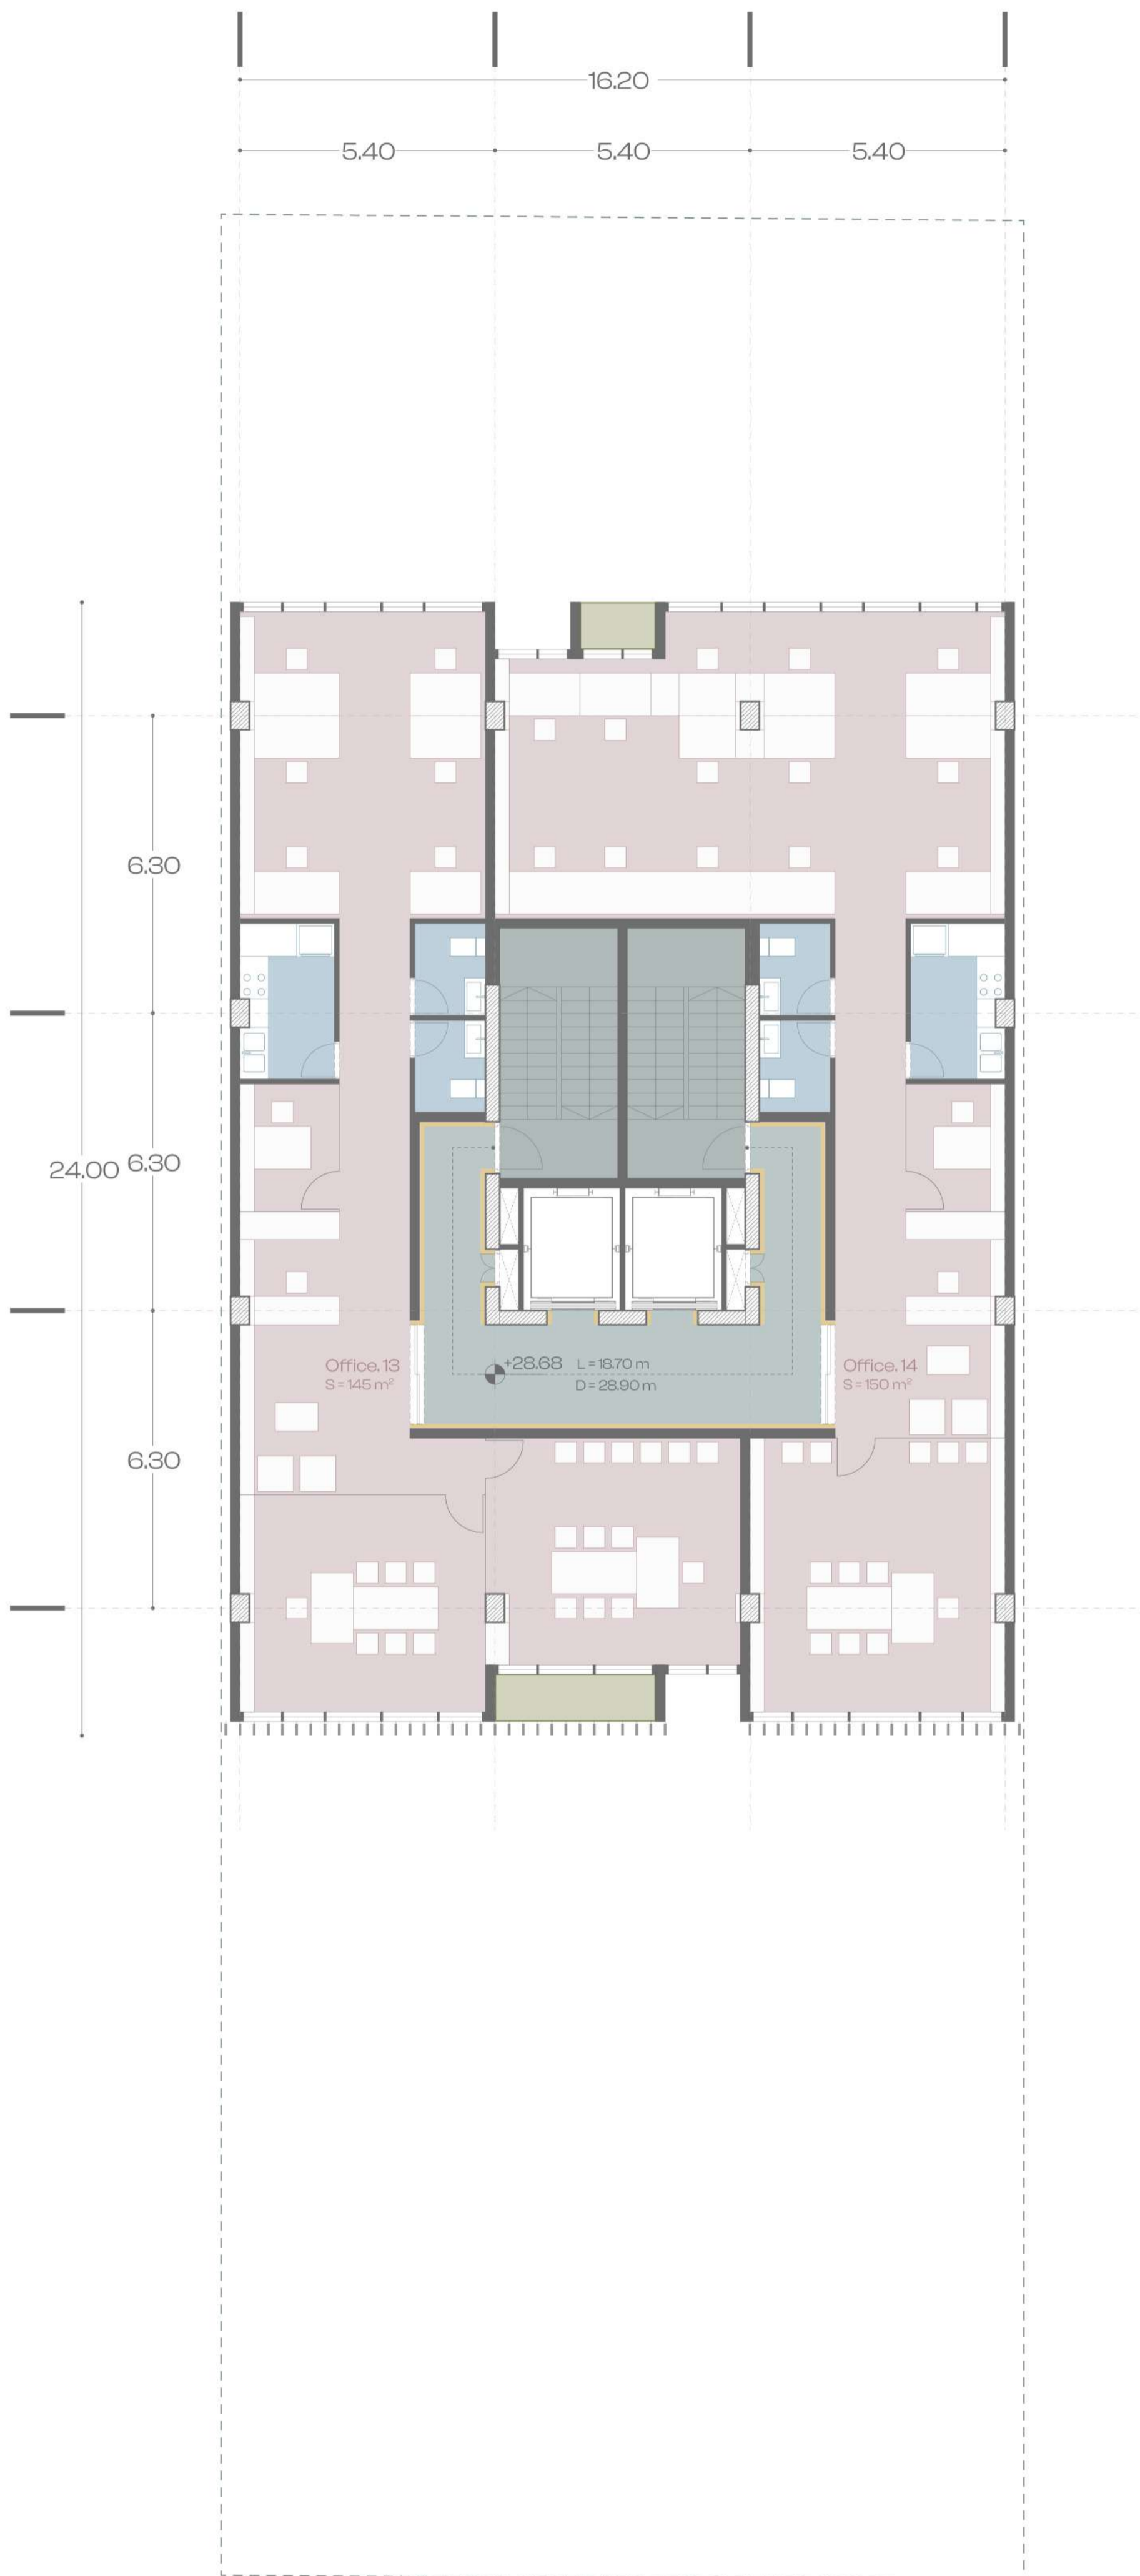 16.20
5.40
5.40
5.40
6.30
24.00
6.30
+28.68
L = 18.70 m
D = 28.90 m
Office. 13
S = 145 m²
Office. 14
S = 150 m²
6.30